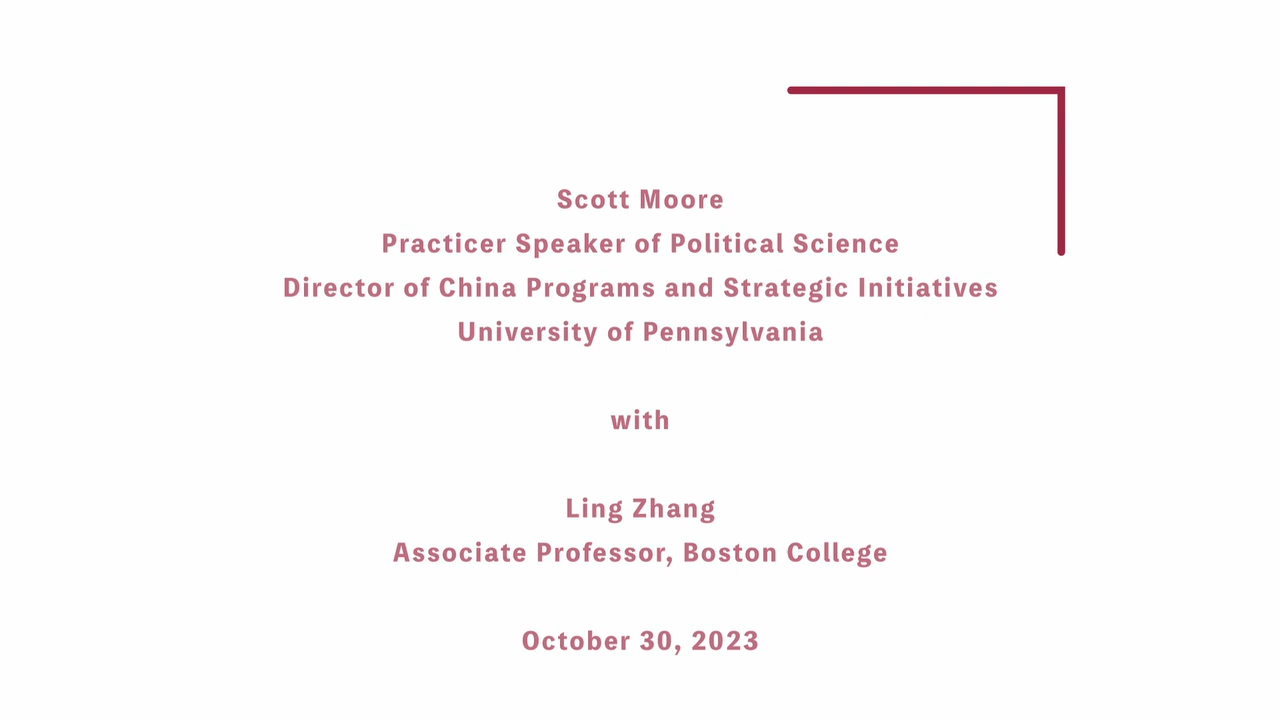 Scott Moore
Practicer Speaker of Political Science
Director of China Programs and Strategic Initiatives
University of Pennsylvania
with
Ling Zhang
Associate Professor, Boston College
October 30, 2023